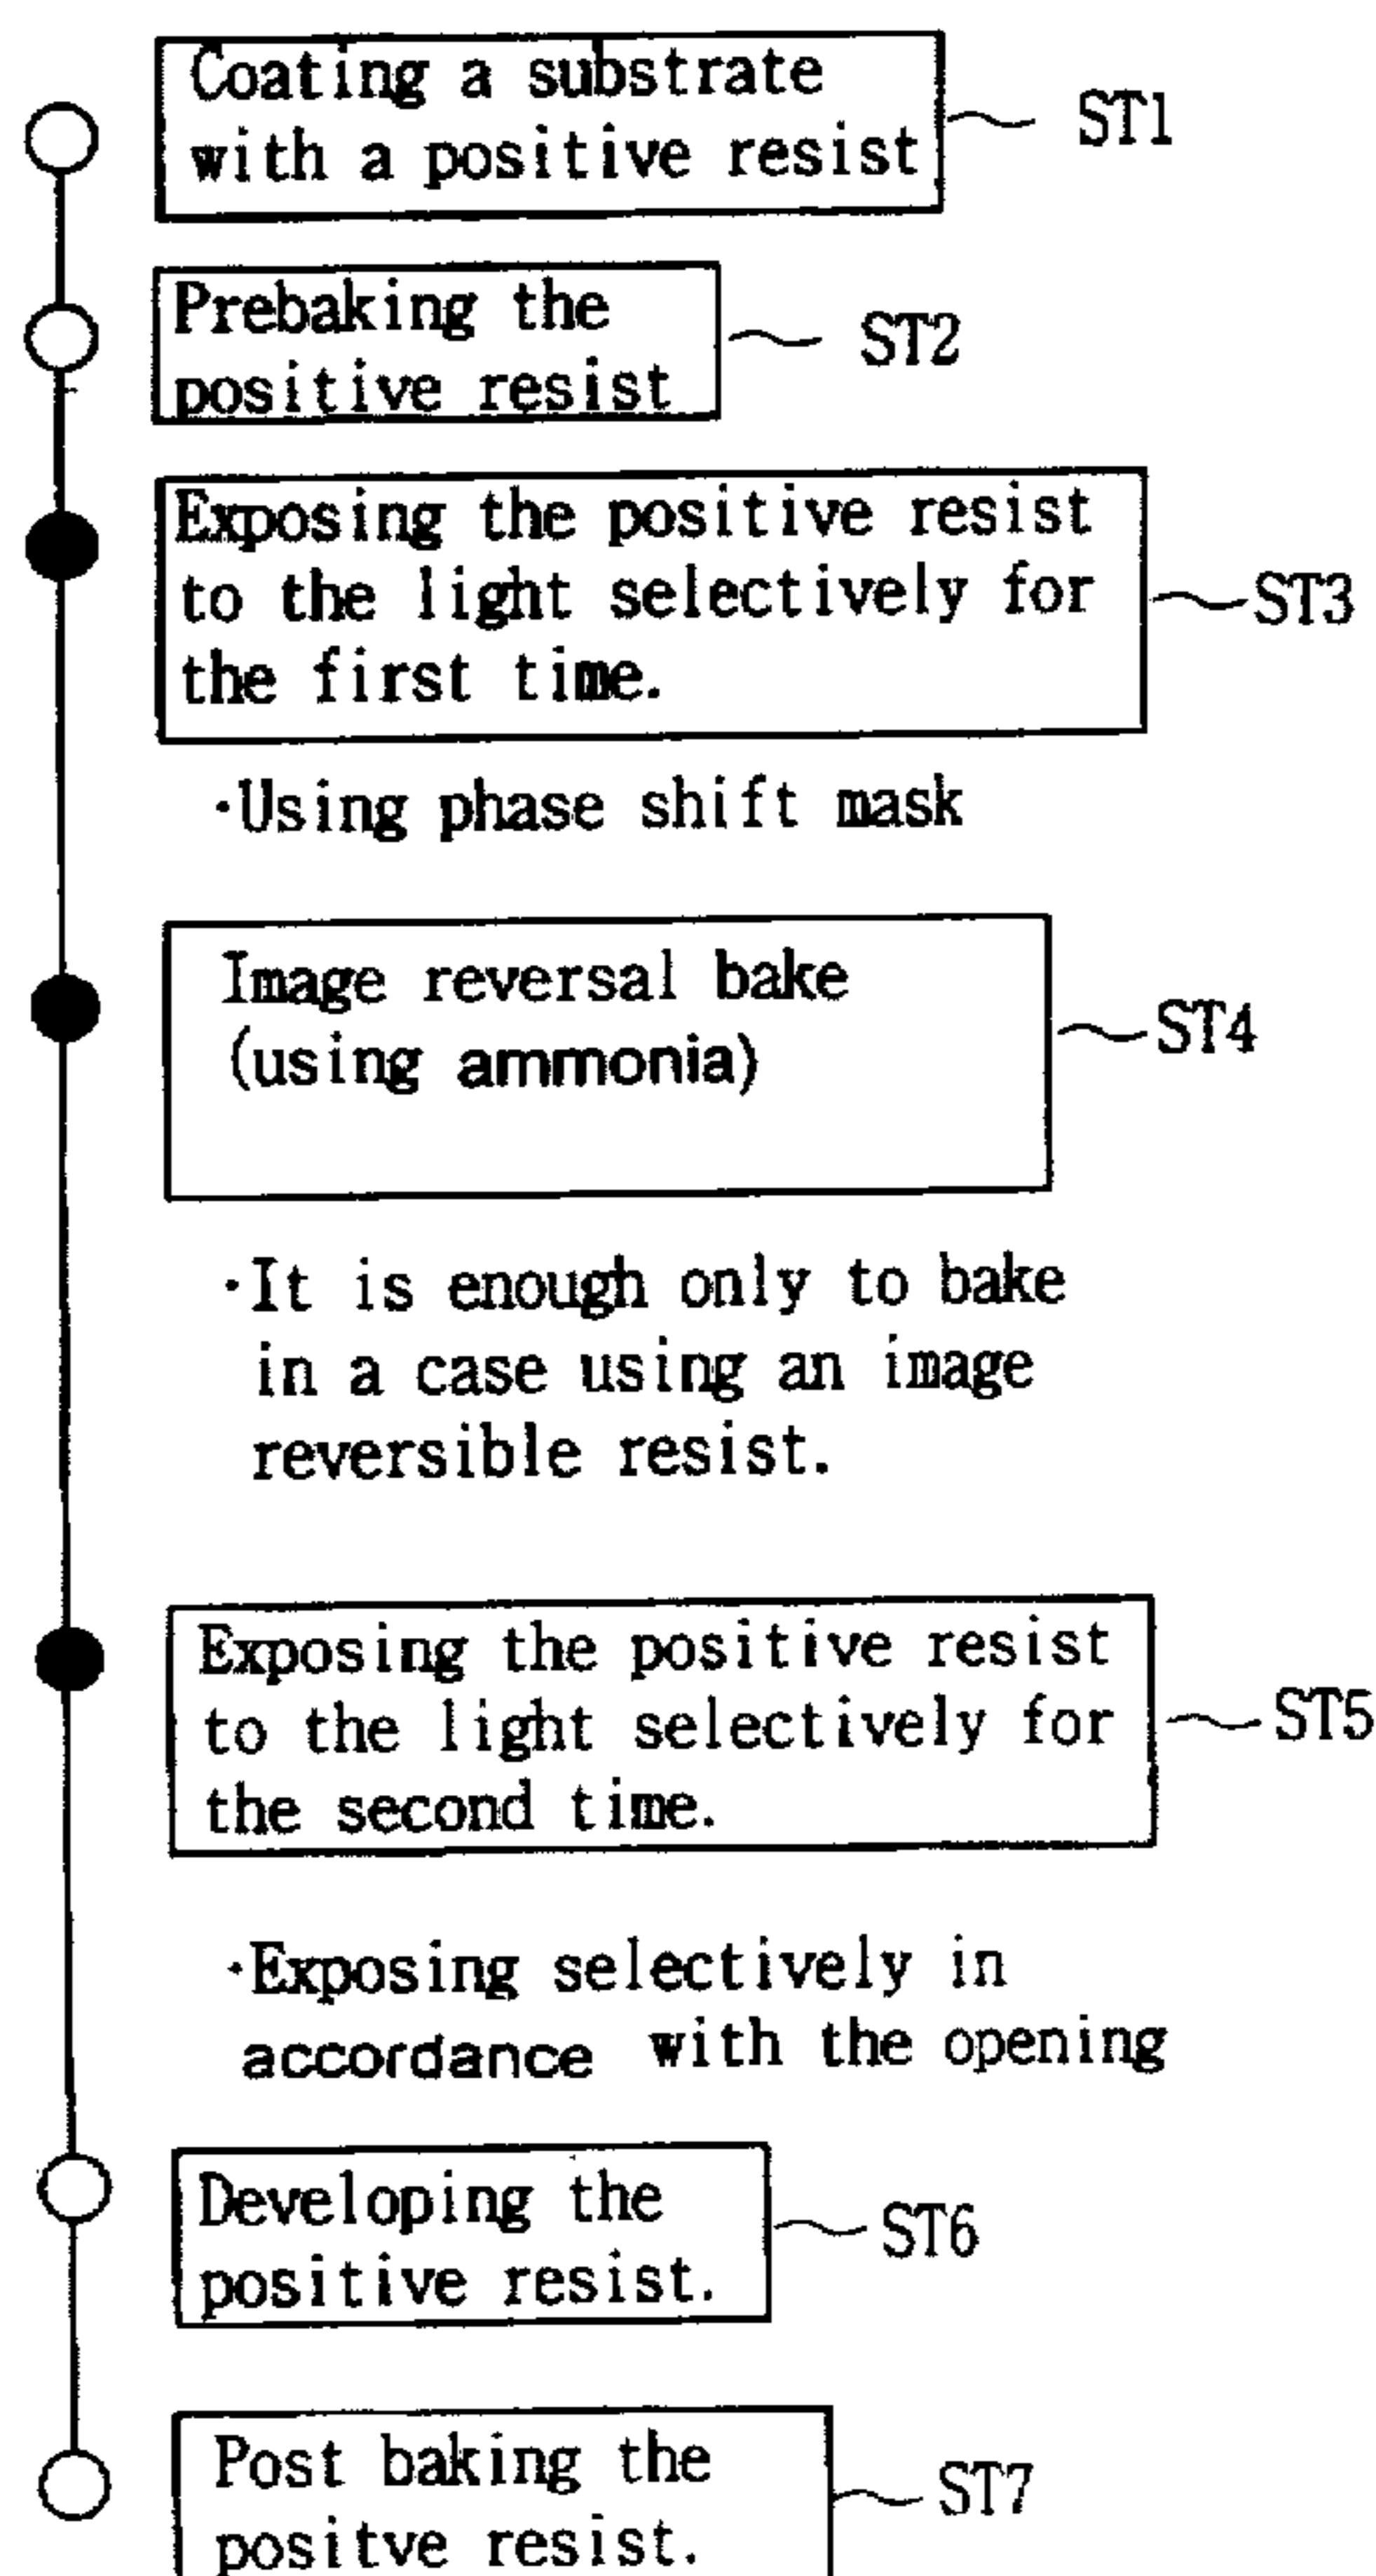 Coating a substrate
with a positive resist
ST1
Prebaking the
positive resist
ST2
Exposing the positive resist
to the light selectively for
the first time.
ST3
·Using phase shift mask
Image reversal bake
(using ammonia)
ST4
·It is enough only to bake
in a case using an image
reversible resist.
Exposing the positive resist
to the light selectively for
the second time.
ST5
·Exposing selectively in
accordance with the opening
Developing the
positive resist.
ST6
Post baking the
positve resist.
ST7